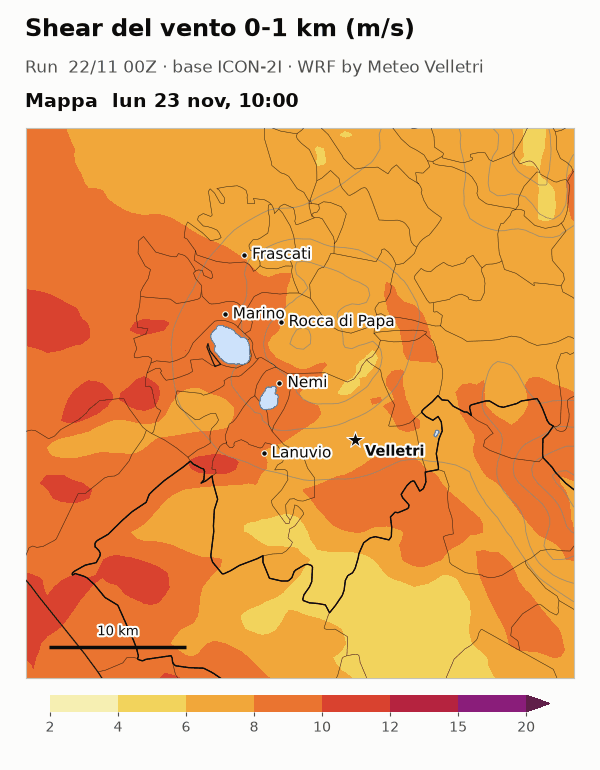 Shear del vento 0-1 km (m/s)
Run 22/11 00Z · base ICON-2I · WRF by Meteo Velletri
Mappa lun 23 nov, 10:00
Frascati
Marino
Rocca di Papa
Nemi
Velletri
Lanuvio
10 km
2 4 6 8 10 12 15 20